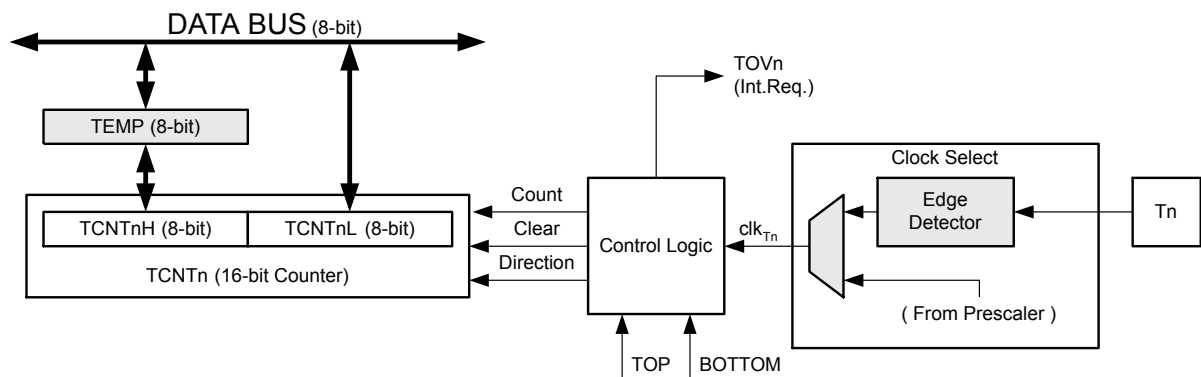 DATA BUS (8-bit)
TOVn
(Int.Req.)
TEMP (8-bit)
Clock Select
Count
Edge
Detector
Tn
TCNTnH (8-bit)
TCNTnL (8-bit)
Clear
Control Logic
clkTn
TCNTn (16-bit Counter)
Direction
( From Prescaler )
TOP
BOTTOM